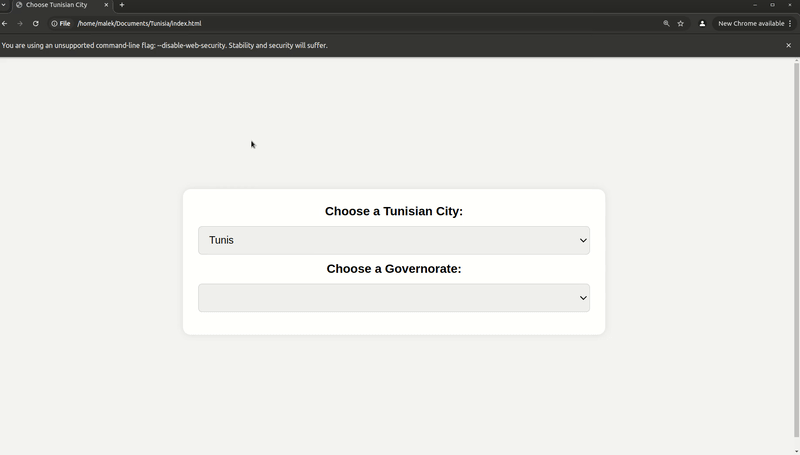 Choose Tunisian City
File
/home/malek/Documents/Tunisia/index.html
New Chrome available
You are using an unsupported command-line flag: --disable-web-security. Stability and security will suffer.
Choose a Tunisian City:
Tunis
Choose a Governorate: